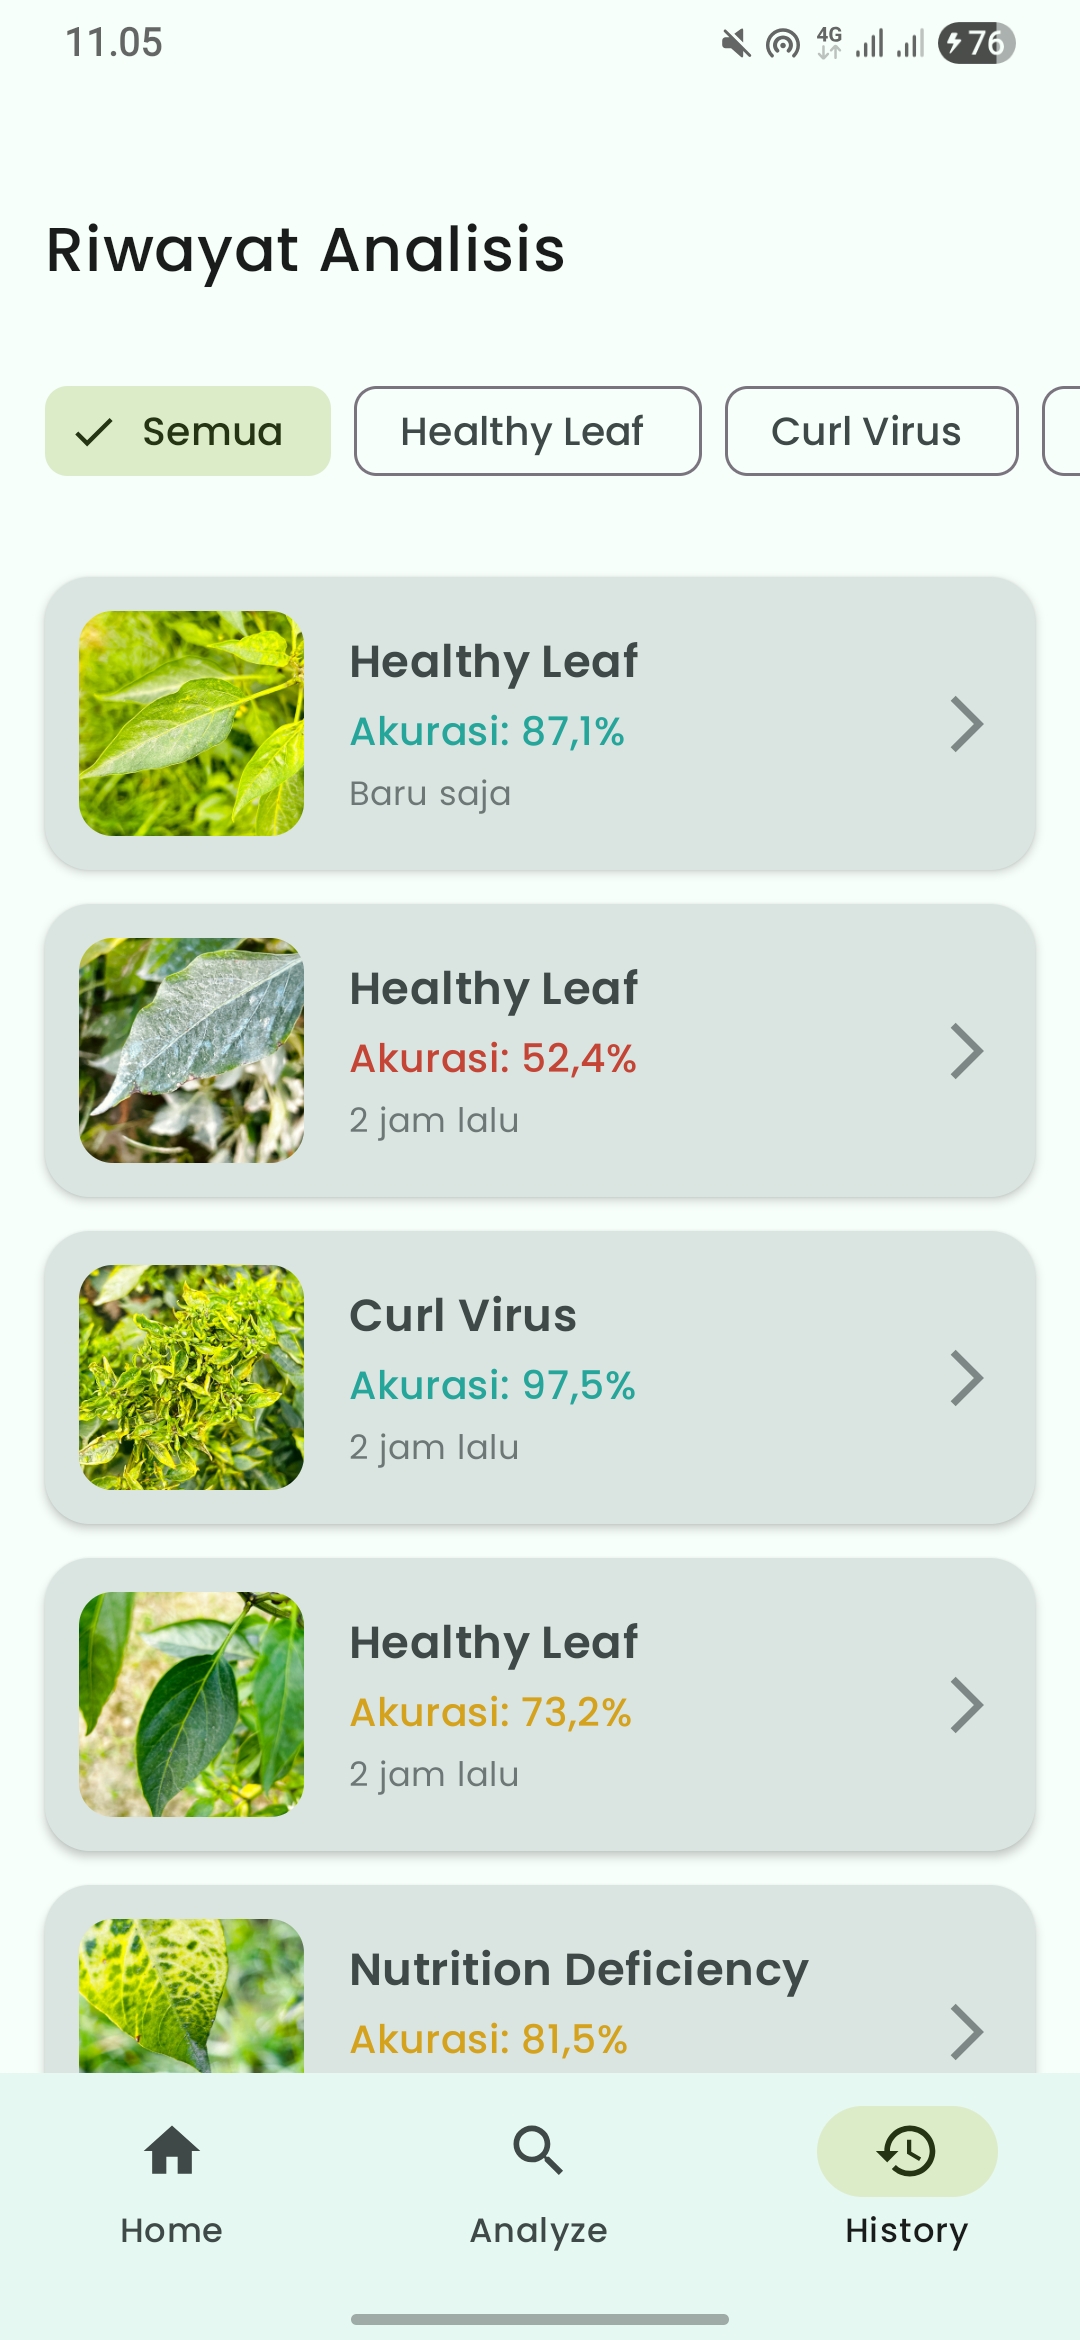 11.05
4G
76
Riwayat Analisis
Semua
Healthy Leaf
Curl Virus
Healthy Leaf
Akurasi: 87,1%
Baru saja
Healthy Leaf
Akurasi: 52,4%
2 jam lalu
Curl Virus
Akurasi: 97,5%
2 jam lalu
Healthy Leaf
Akurasi: 73,2%
2 jam lalu
Nutrition Deficiency
Akurasi: 81,5%
Home
Analyze
History